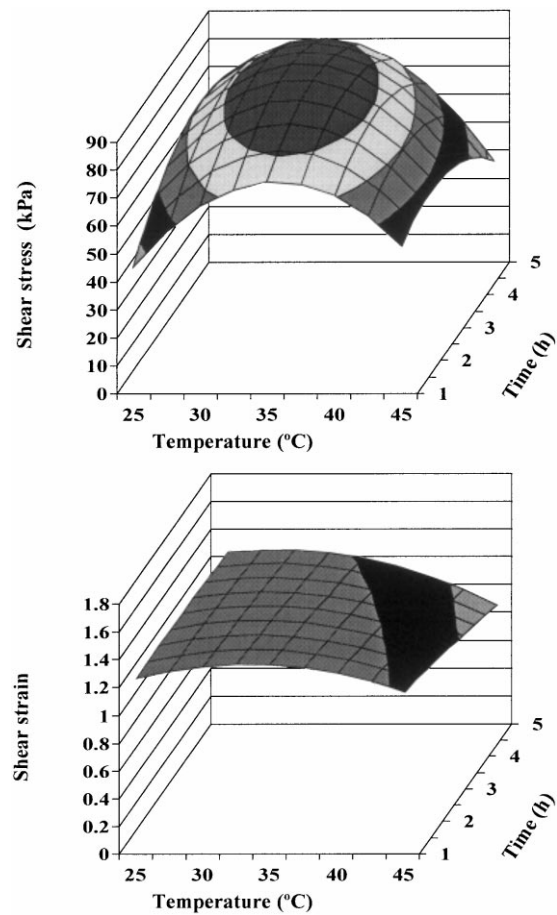 90
80
70
60
50
40
30
20
10
0
Shear stress (kPa)
25 30 35 40 45
Temperature (ºC)
1 2 3 4 5
Time (h)
1.8
1.6
1.4
1.2
1
0.8
0.6
0.4
0.2
0
Shear strain
25 30 35 40 45
Temperature (ºC)
1 2 3 4 5
Time (h)